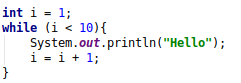 int i = 1;
while (i < 10){
    System.out.println("Hello");
    i = i + 1;
}